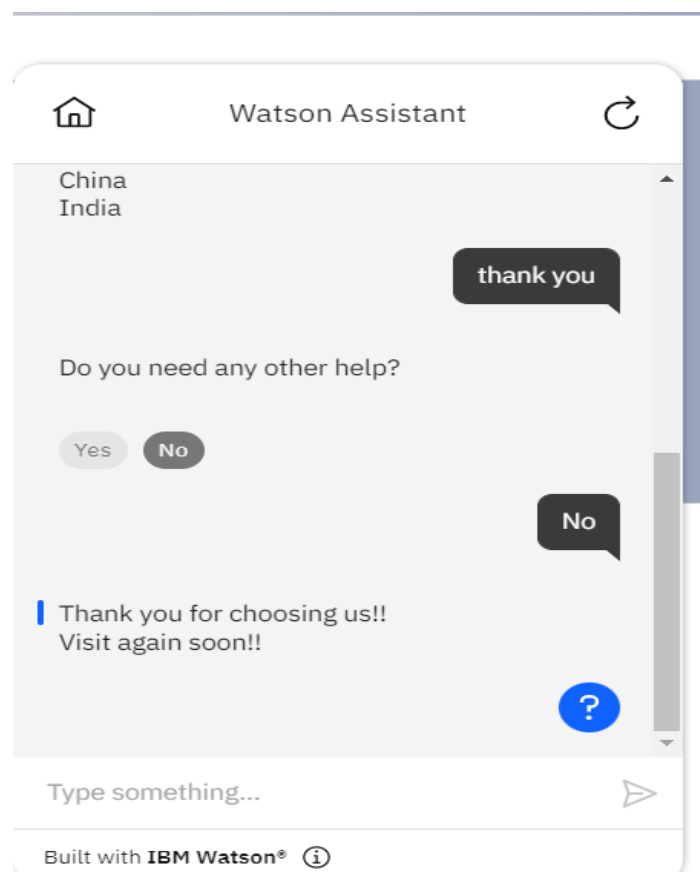 Watson Assistant
China
India
thank you
Do you need any other help?
Yes No
No
Thank you for choosing us!!
Visit again soon!!
?
Type something...
Built with IBM Watson®